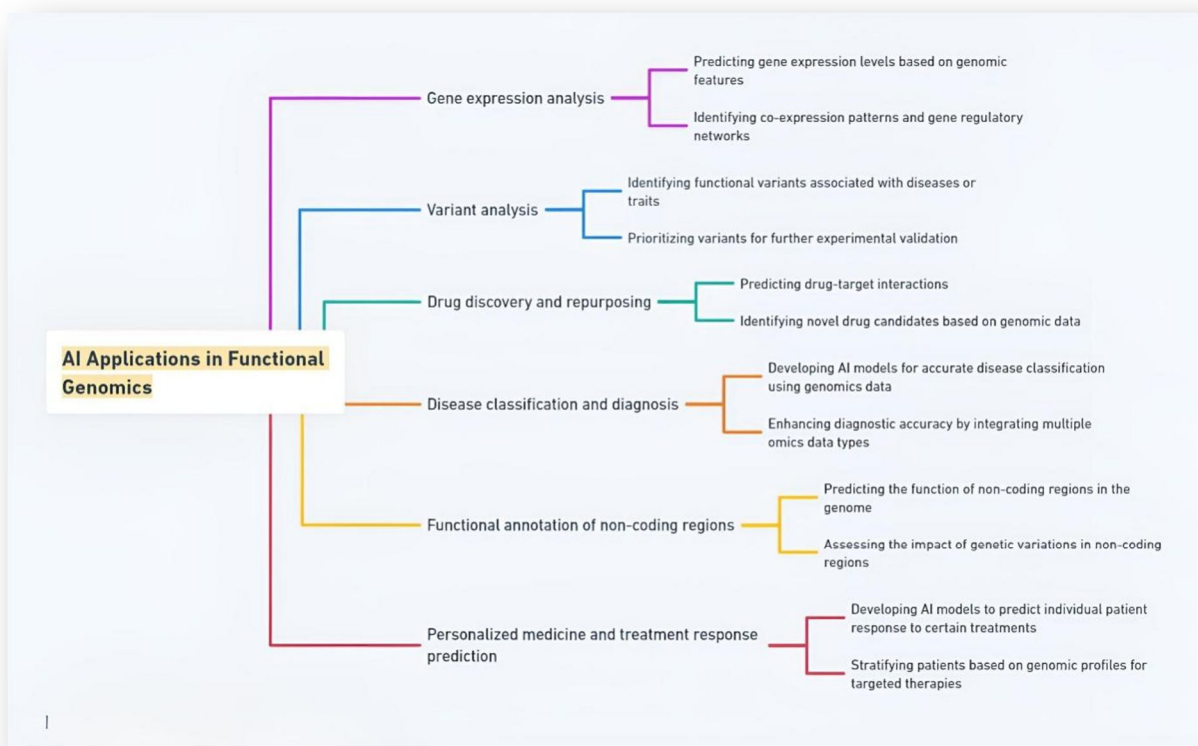 Predicting gene expression levels based on genomic
features
Gene expression analysis
Identifying co-expression patterns and gene regulatory
networks
Identifying functional variants associated with diseases or
traits
Variant analysis
Prioritizing variants for further experimental validation
Predicting drug-target interactions
Drug discovery and repurposing
Identifying novel drug candidates based on genomic data
AI Applications in Functional
Genomics
Developing AI models for accurate disease classification
using genomics data
Disease classification and diagnosis
Enhancing diagnostic accuracy by integrating multiple
omics data types
Predicting the function of non-coding regions in the
genome
Functional annotation of non-coding regions
Assessing the impact of genetic variations in non-coding
regions
Developing AI models to predict individual patient
response to certain treatments
Personalized medicine and treatment response
prediction
Stratifying patients based on genomic profiles for
targeted therapies